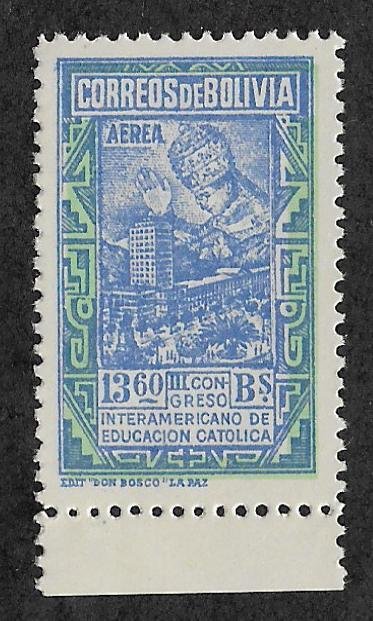 CORREOS DE BOLIVIA
AEREA
13 60 III CON-
GRESO Bs.
INTERAMERICANO DE
EDUCACION CATOLICA
EDIT "DON BOSCO" LA PAZ